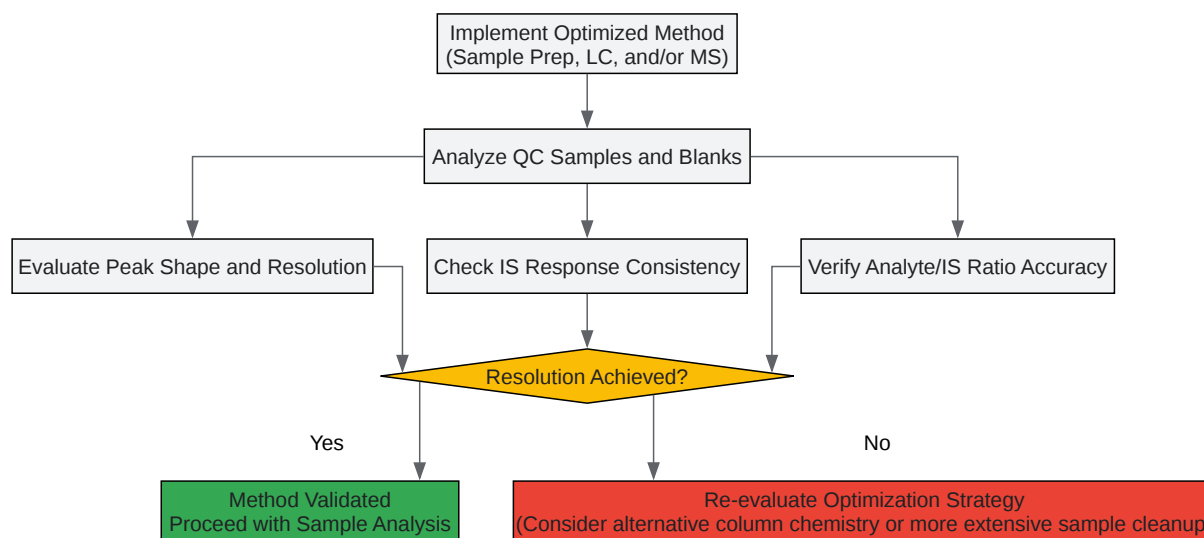 Implement Optimized Method
(Sample Prep, LC, and/or MS)
Analyze QC Samples and Blanks
Evaluate Peak Shape and Resolution
Check IS Response Consistency
Verify Analyte/IS Ratio Accuracy
Resolution Achieved?
Yes
No
Method Validated
Proceed with Sample Analysis
Re-evaluate Optimization Strategy
(Consider alternative column chemistry or more extensive sample cleanup